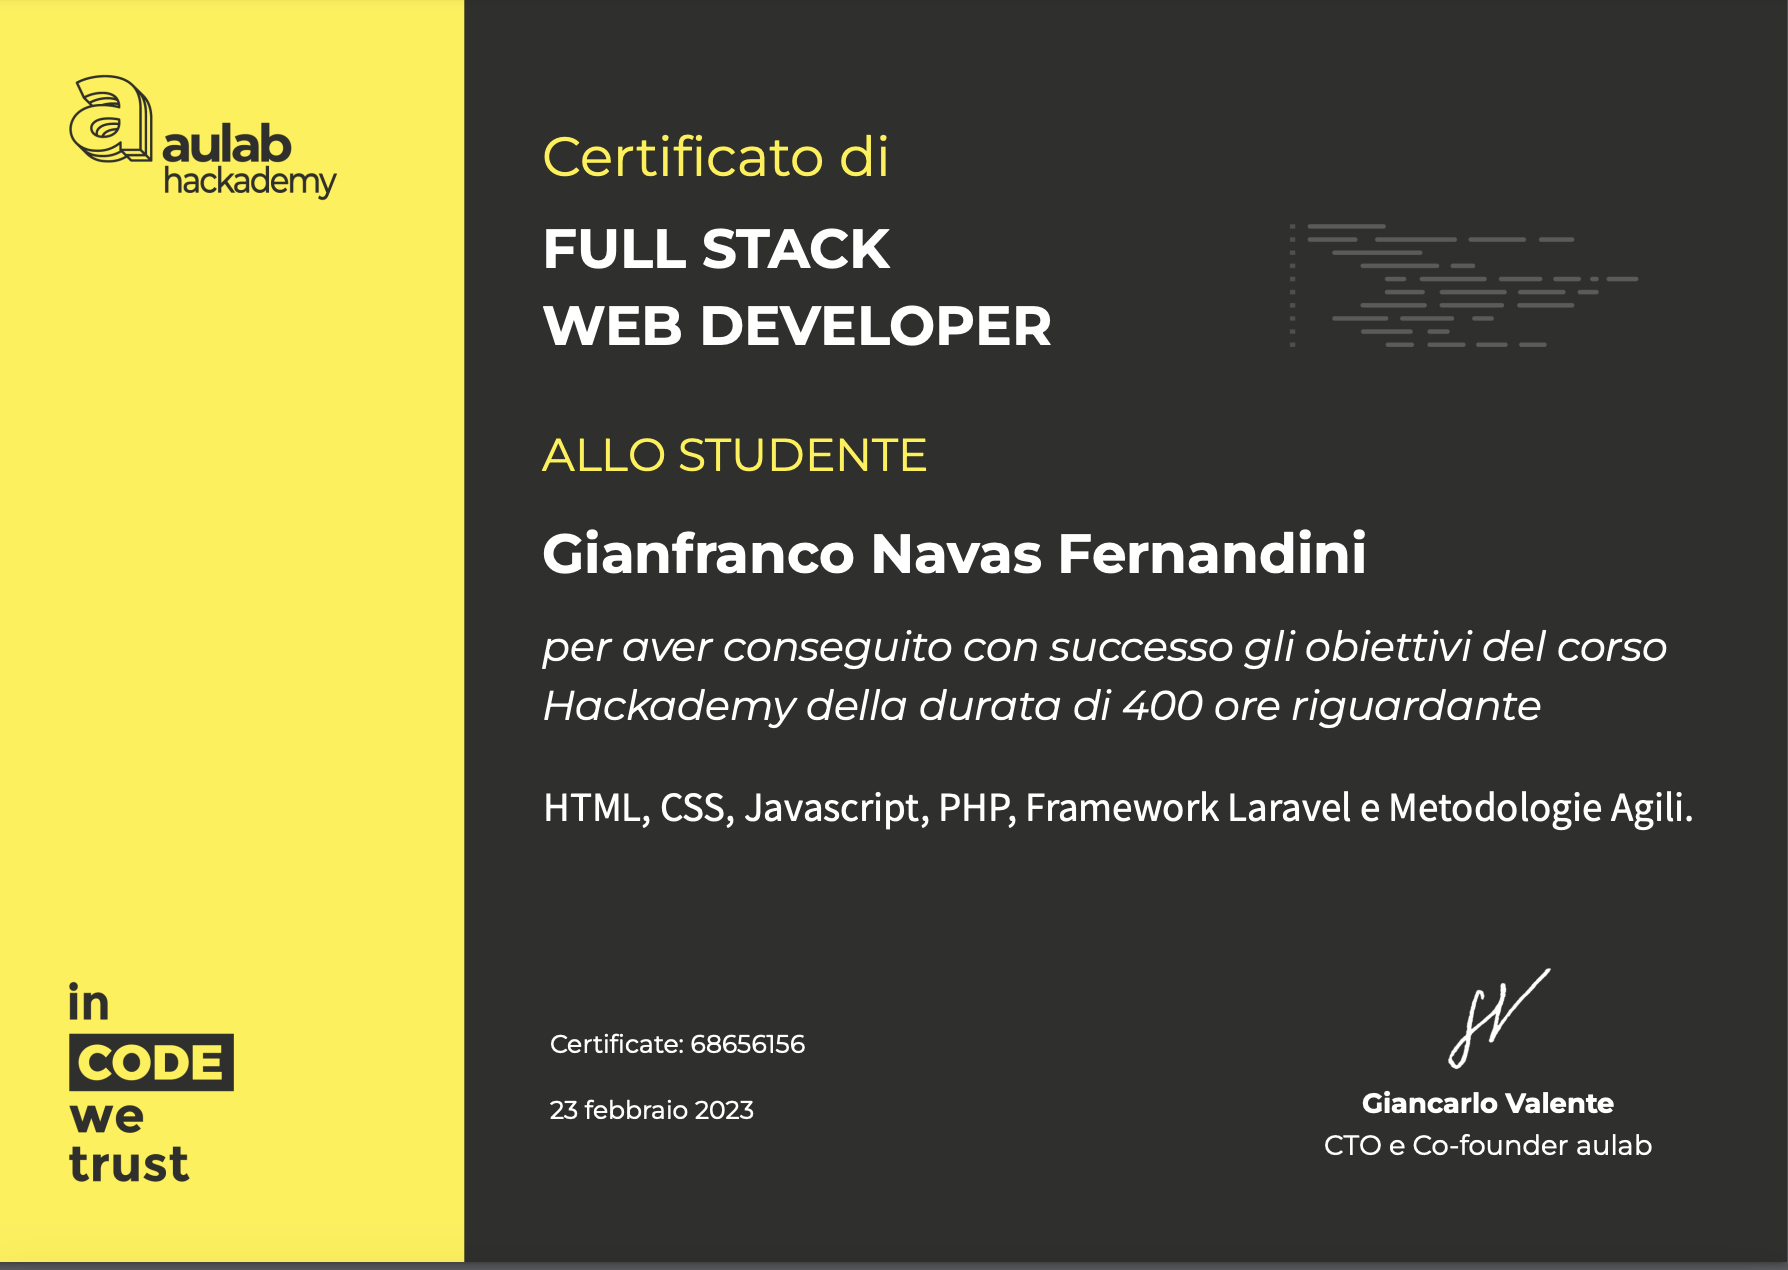 aulab
hackademy
Certificato di
FULL STACK
WEB DEVELOPER
ALLO STUDENTE
Gianfranco Navas Fernandini
per aver conseguito con successo gli obiettivi del corso
Hackademy della durata di 400 ore riguardante
HTML, CSS, Javascript, PHP, Framework Laravel e Metodologie Agili.
in
CODE
we
trust
Certificate: 68656156
23 febbraio 2023
Giancarlo Valente
CTO e Co-founder aulab